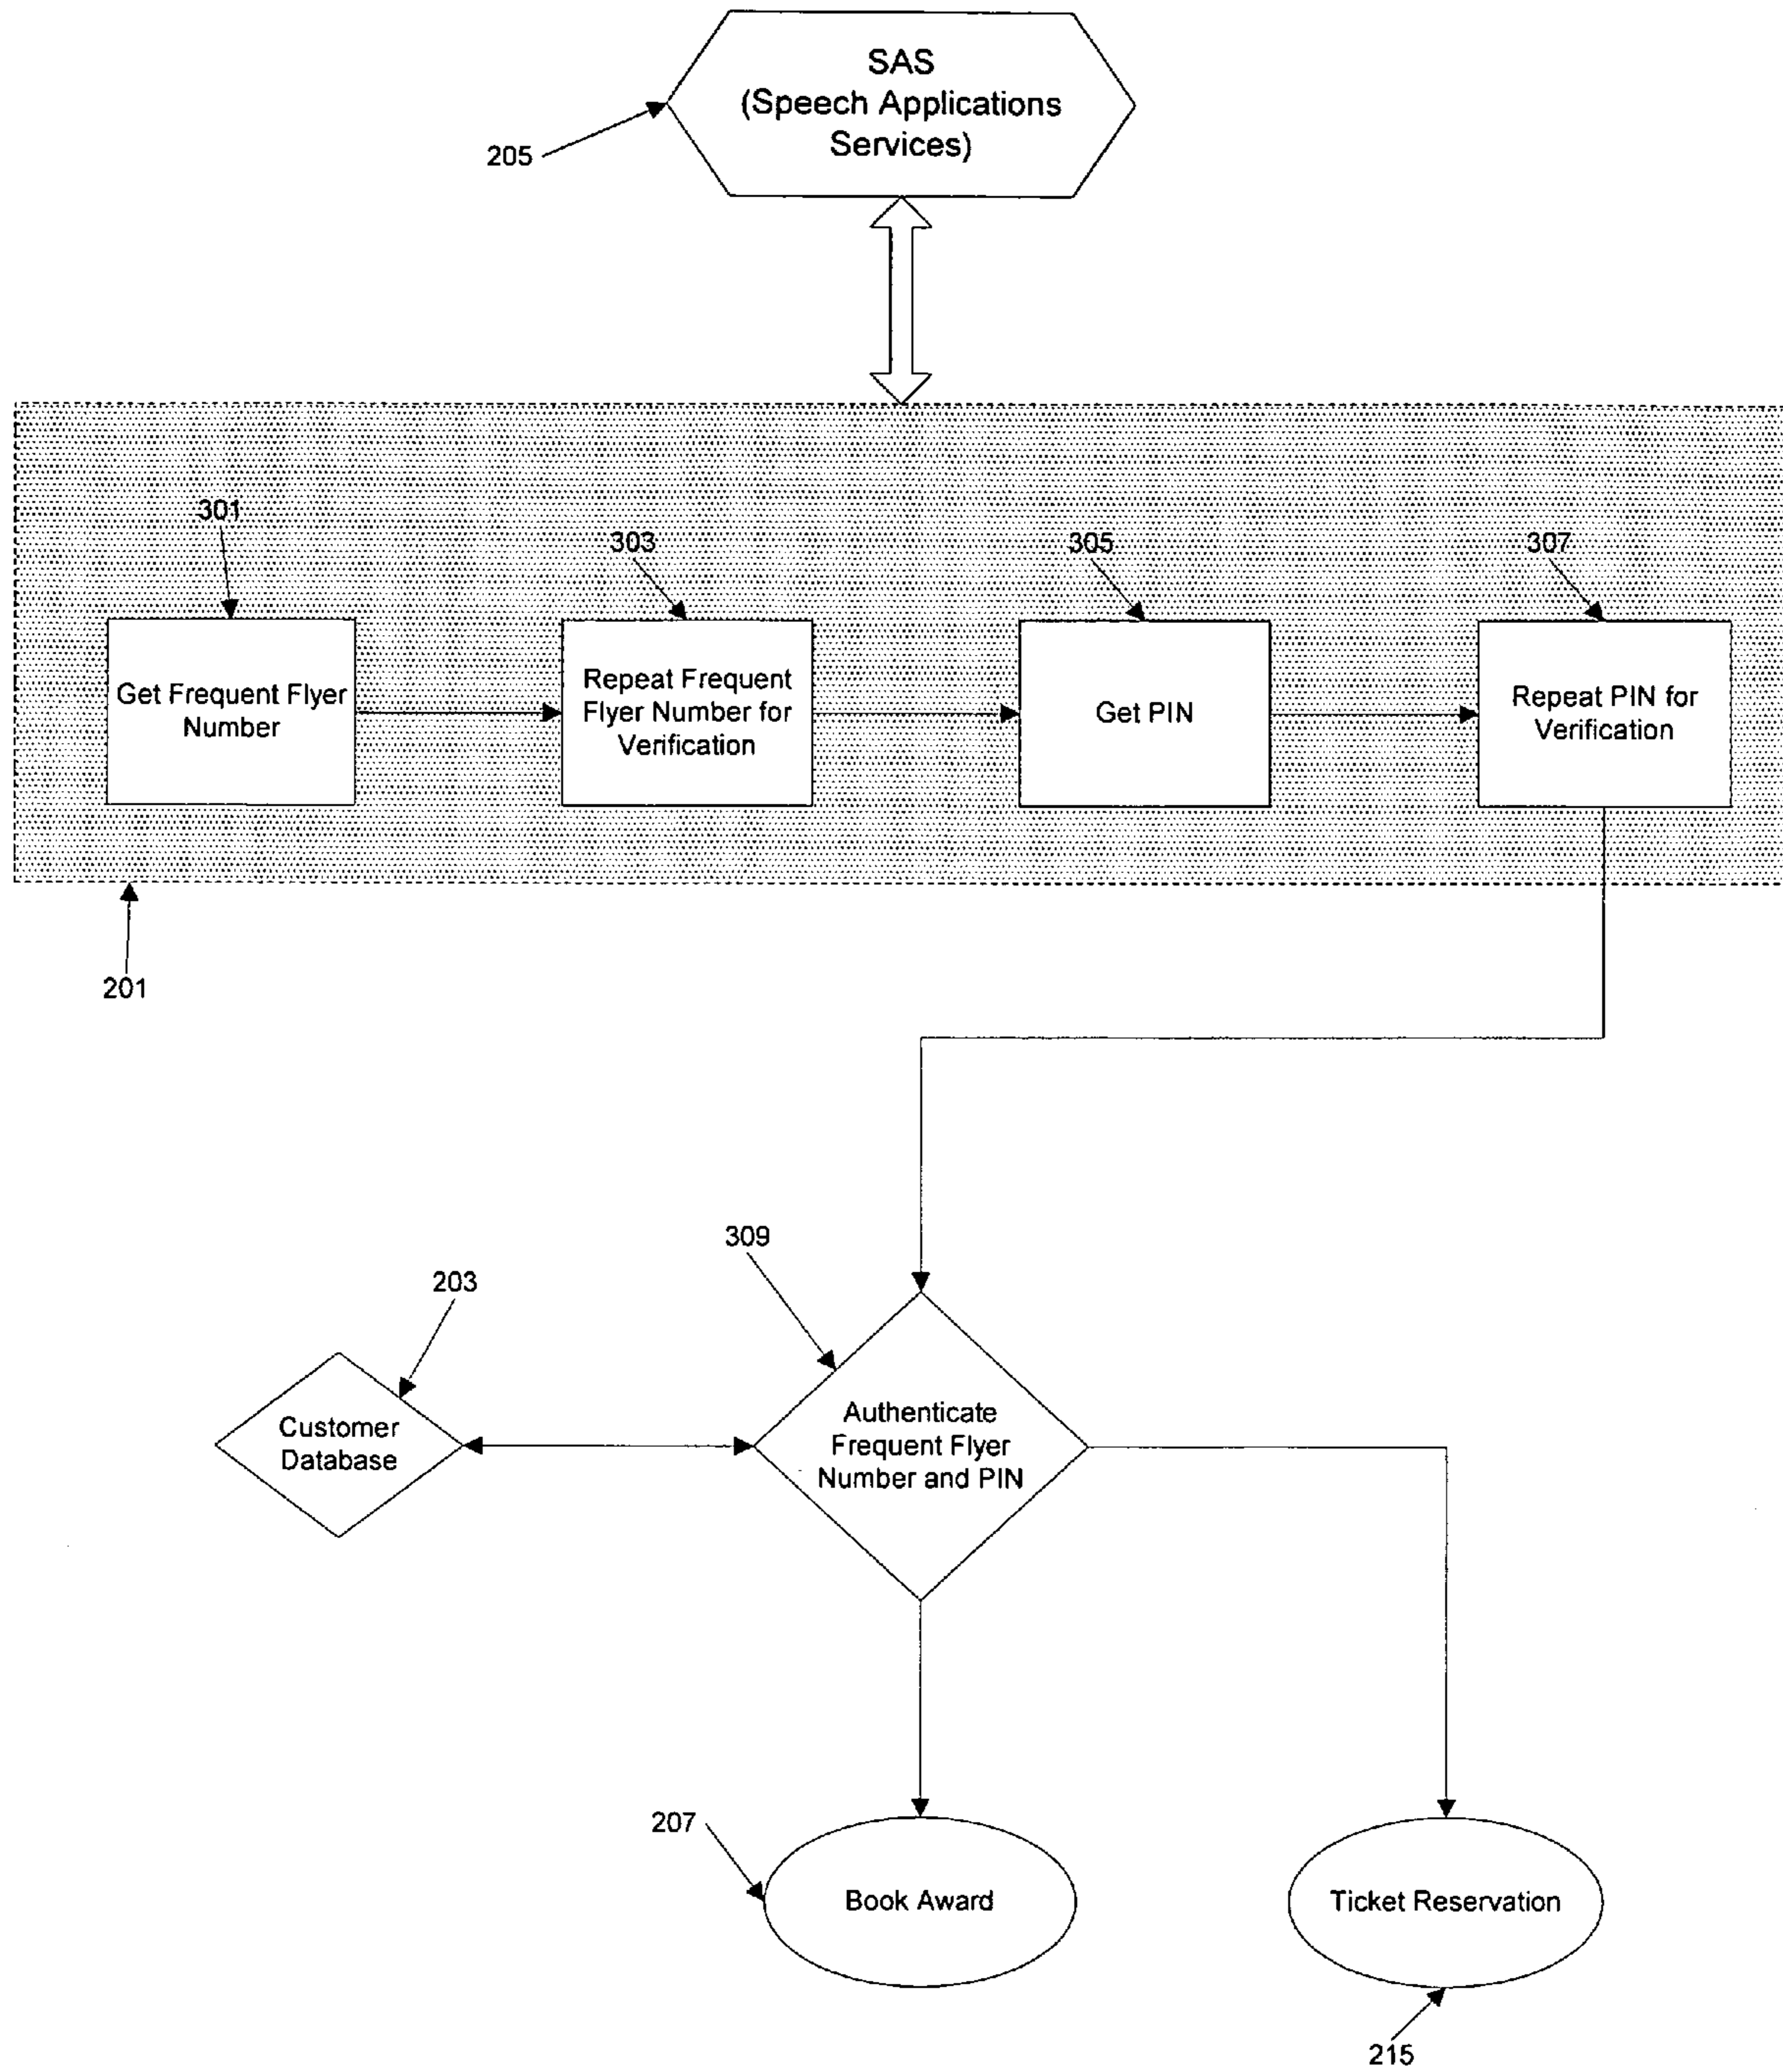 SAS
(Speech Applications
Services)
205
301
303
305
307
Get Frequent Flyer
Number
Repeat Frequent
Flyer Number for
Verification
Get PIN
Repeat PIN for
Verification
201
309
203
Customer
Database
Authenticate
Frequent Flyer
Number and PIN
207
Book Award
Ticket Reservation
215